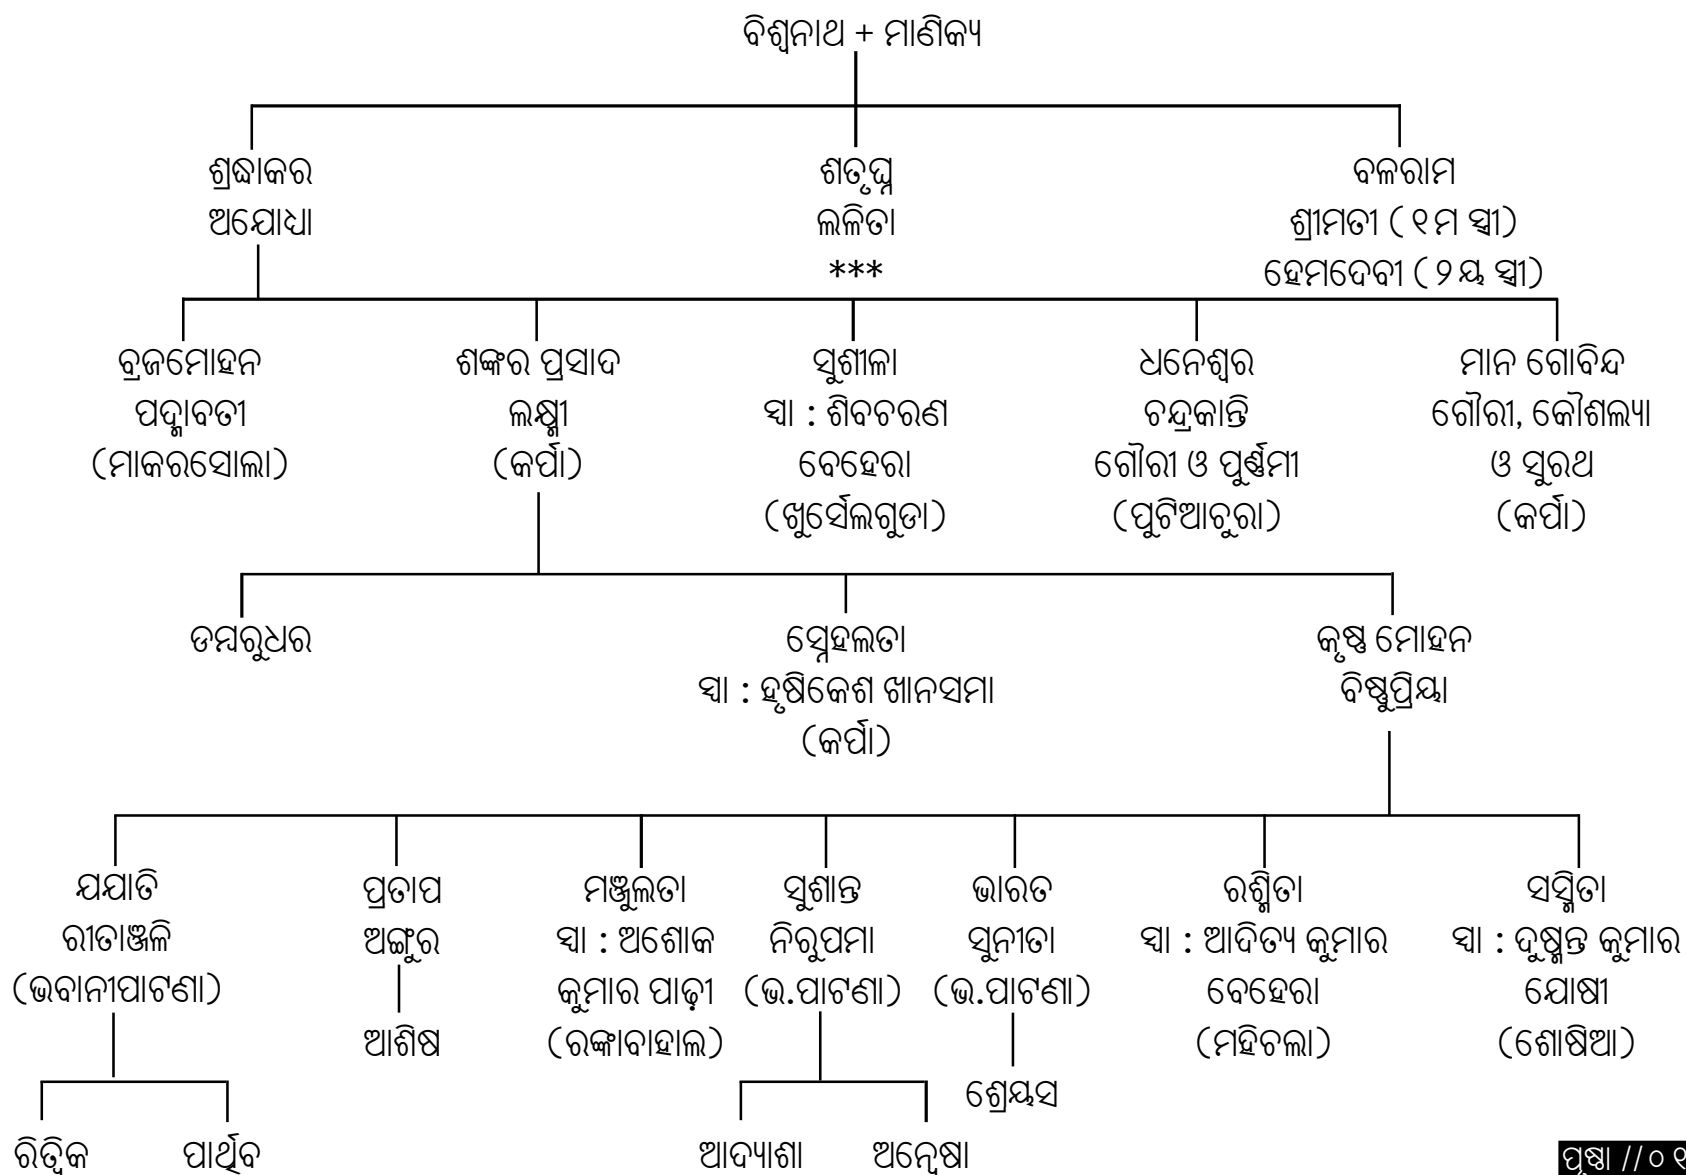 ବିଶ୍ୱନାଥ + ମାଣିକ୍ୟ
ଶ୍ରଦ୍ଧାକର
ଅଯୋଧ୍ୟା
ଶତୃଘ୍ନ
ଲଳିତା
***
ବଳରାମ
ଶ୍ରୀମତୀ (୧ମ ସ୍ତ୍ରୀ)
ହେମଦେବୀ (୨ୟ ସ୍ତ୍ରୀ)
ବ୍ରଜମୋହନ
ପଦ୍ମାବତୀ
(ମାକରସୋଲା)
ଶଙ୍କର ପ୍ରସାଦ
ଲକ୍ଷ୍ମୀ
(କର୍ପା)
ସୁଶୀଳା
ସ୍ୱା : ଶିବଚରଣ
ବେହେରା
(ଖୁର୍ସେଲଗୁଡା)
ଧନେଶ୍ୱର
ଚନ୍ଦ୍ରକାନ୍ତି
ଗୌରୀ ଓ ପୁର୍ଣ୍ଣମୀ
(ପୁଟିଆଚୁରା)
ମାନ ଗୋବିନ୍ଦ
ଗୌରୀ, କୌଶଲ୍ୟା
ଓ ସୁରଥ
(କର୍ପା)
ଡମ୍ବରୁଧର
ସ୍ନେହଲତା
ସ୍ୱା : ହୃଷିକେଶ ଖାନସମା
(କର୍ପା)
କୃଷ୍ଣ ମୋହନ
ବିଷ୍ଣୁପ୍ରିୟା
ଯଯାତି
ରୀତାଞ୍ଜଳି
(ଭବାନୀପାଟଣା)
ରିତ୍ୱିକ
ପାର୍ଥିବ
ପ୍ରତାପ
ଅଙ୍ଗୁର
ଆଶିଷ
ମଞ୍ଜୁଲତା
ସ୍ୱା : ଅଶୋକ
କୁମାର ପାଢ଼ୀ
(ରଙ୍କାବାହାଲ)
ସୁଶାନ୍ତ
ନିରୁପମା
(ଭ.ପାଟଣା)
ଆଦ୍ୟାଶା
ଅନ୍ୱେଷା
ଭାରତ
ସୁନୀତା
(ଭ.ପାଟଣା)
ଶ୍ରେୟସ
ରଶ୍ମିତା
ସ୍ୱା : ଆଦିତ୍ୟ କୁମାର
ବେହେରା
(ମହିଚଲା)
ସସ୍ମିତା
ସ୍ୱା : ଦୁଷ୍ମନ୍ତ କୁମାର
ଯୋଷୀ
(ଶୋଷିଆ)
ପୃଷ୍ଠା //୦୧